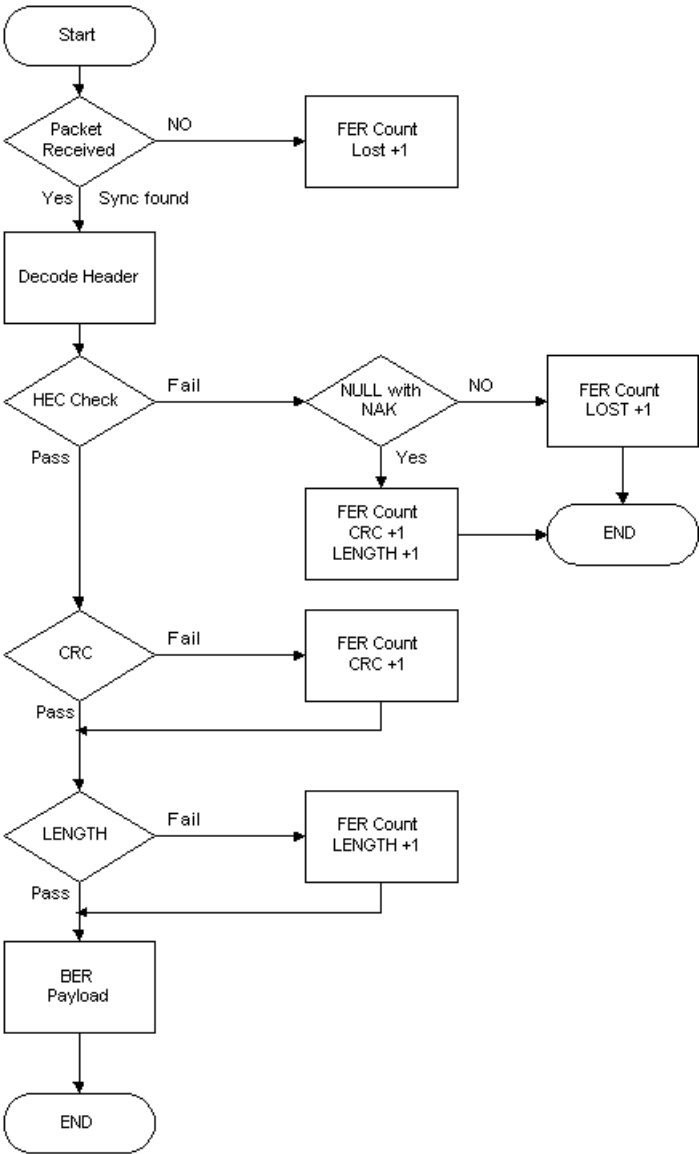 Start
Packet
Received
NO
FER Count
Lost +1
Yes
Sync found
Decode Header
HEC Check
Fail
NULL with
NAK
NO
FER Count
LOST +1
Pass
Yes
FER Count
CRC +1
LENGTH +1
END
CRC
Fail
FER Count
CRC +1
Pass
LENGTH
Fail
FER Count
LENGTH +1
Pass
BER
Payload
END